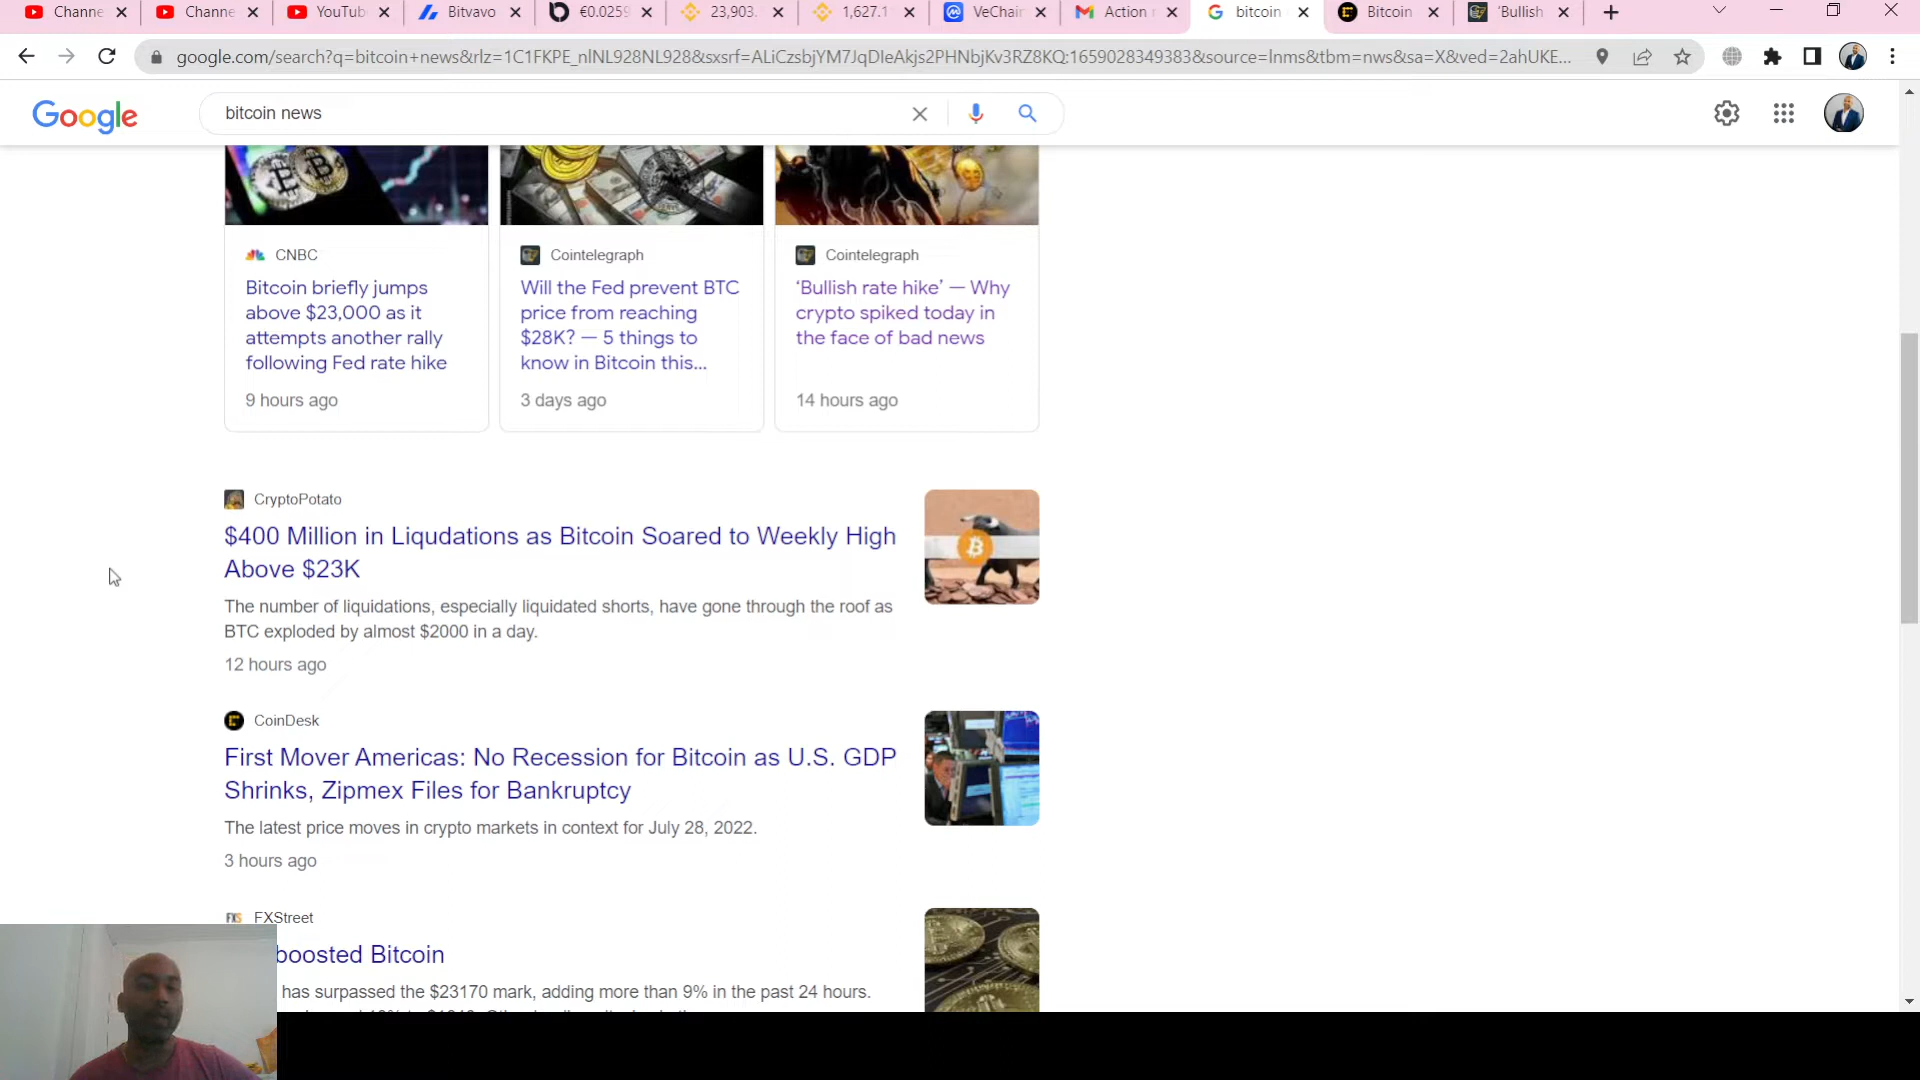 Channe
Channe
YouTub
Bitvavo
€0.0259
23,903.
1,627.1
VeChain
Action
bitcoin
Bitcoin
'Bullish
google.com/search?q=bitcoin+news&rlz=1C1FKPE_nlNL928NL928&sxsrf=ALiCzsbjYM7JqDIeAkjs2PHNbjKv3RZ8KQ:1659028349383&source=lnms&tbm=nws&sa=X&ved=2ahUKE...
Google
bitcoin news
CNBC
Bitcoin briefly jumps
above $23,000 as it
attempts another rally
following Fed rate hike
9 hours ago
Cointelegraph
Will the Fed prevent BTC
price from reaching
$28K? — 5 things to
know in Bitcoin this...
3 days ago
Cointelegraph
‘Bullish rate hike’ — Why
crypto spiked today in
the face of bad news
14 hours ago
CryptoPotato
$400 Million in Liqudations as Bitcoin Soared to Weekly High
Above $23K
The number of liquidations, especially liquidated shorts, have gone through the roof as
BTC exploded by almost $2000 in a day.
12 hours ago
CoinDesk
First Mover Americas: No Recession for Bitcoin as U.S. GDP
Shrinks, Zipmex Files for Bankruptcy
The latest price moves in crypto markets in context for July 28, 2022.
3 hours ago
FXS FXStreet
boosted Bitcoin
has surpassed the $23170 mark, adding more than 9% in the past 24 hours.